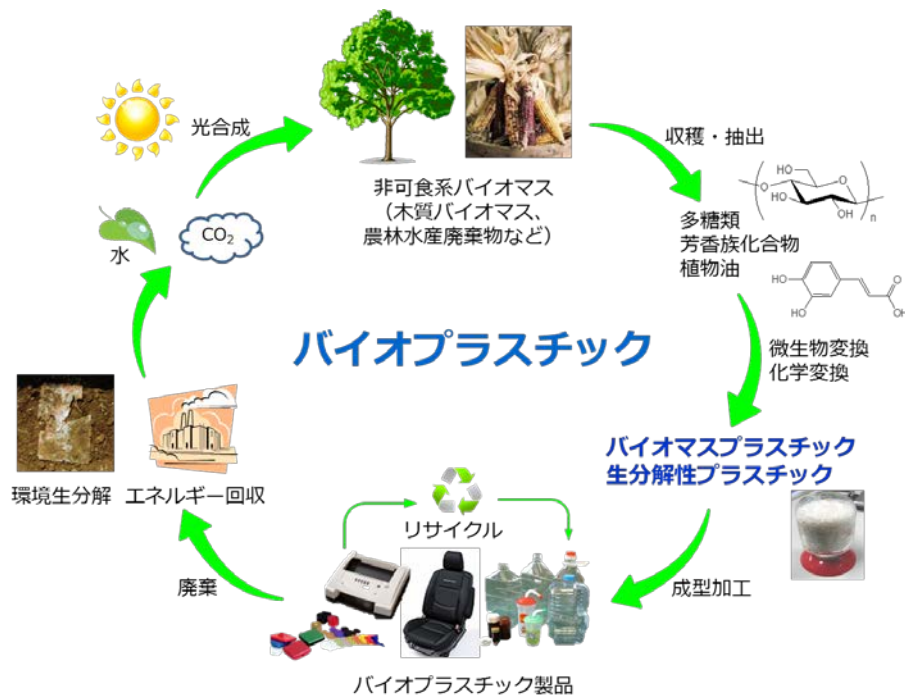 光合成
水
CO₂
非可食系バイオマス
(木質バイオマス、
農林水産廃棄物など)
収穫・抽出
HO
O
O
HO
OH
n
多糖類
芳香族化合物
植物油
HO
HO
O
OH
微生物変換
化学変換
バイオプラスチック
バイオマスプラスチック
生分解性プラスチック
成型加工
リサイクル
バイオプラスチック製品
廃棄
環境生分解
エネルギー回収